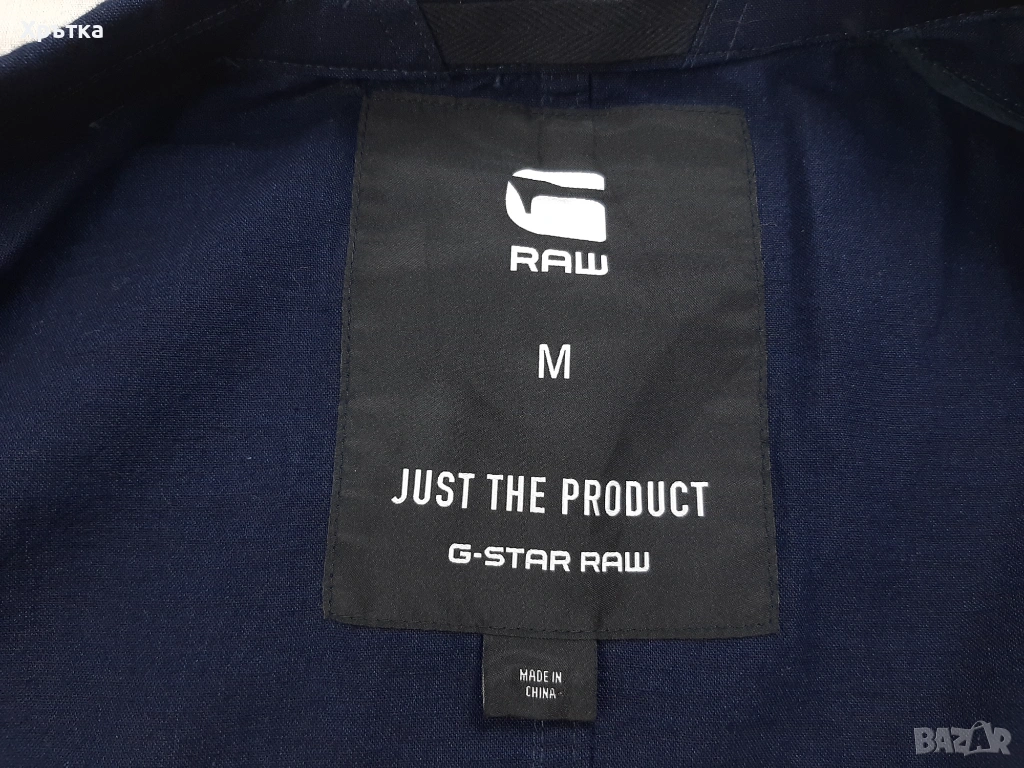 Хрътка
RAW
M
JUST THE PRODUCT
G-STAR RAW
MADE IN
CHINA
BAZAR